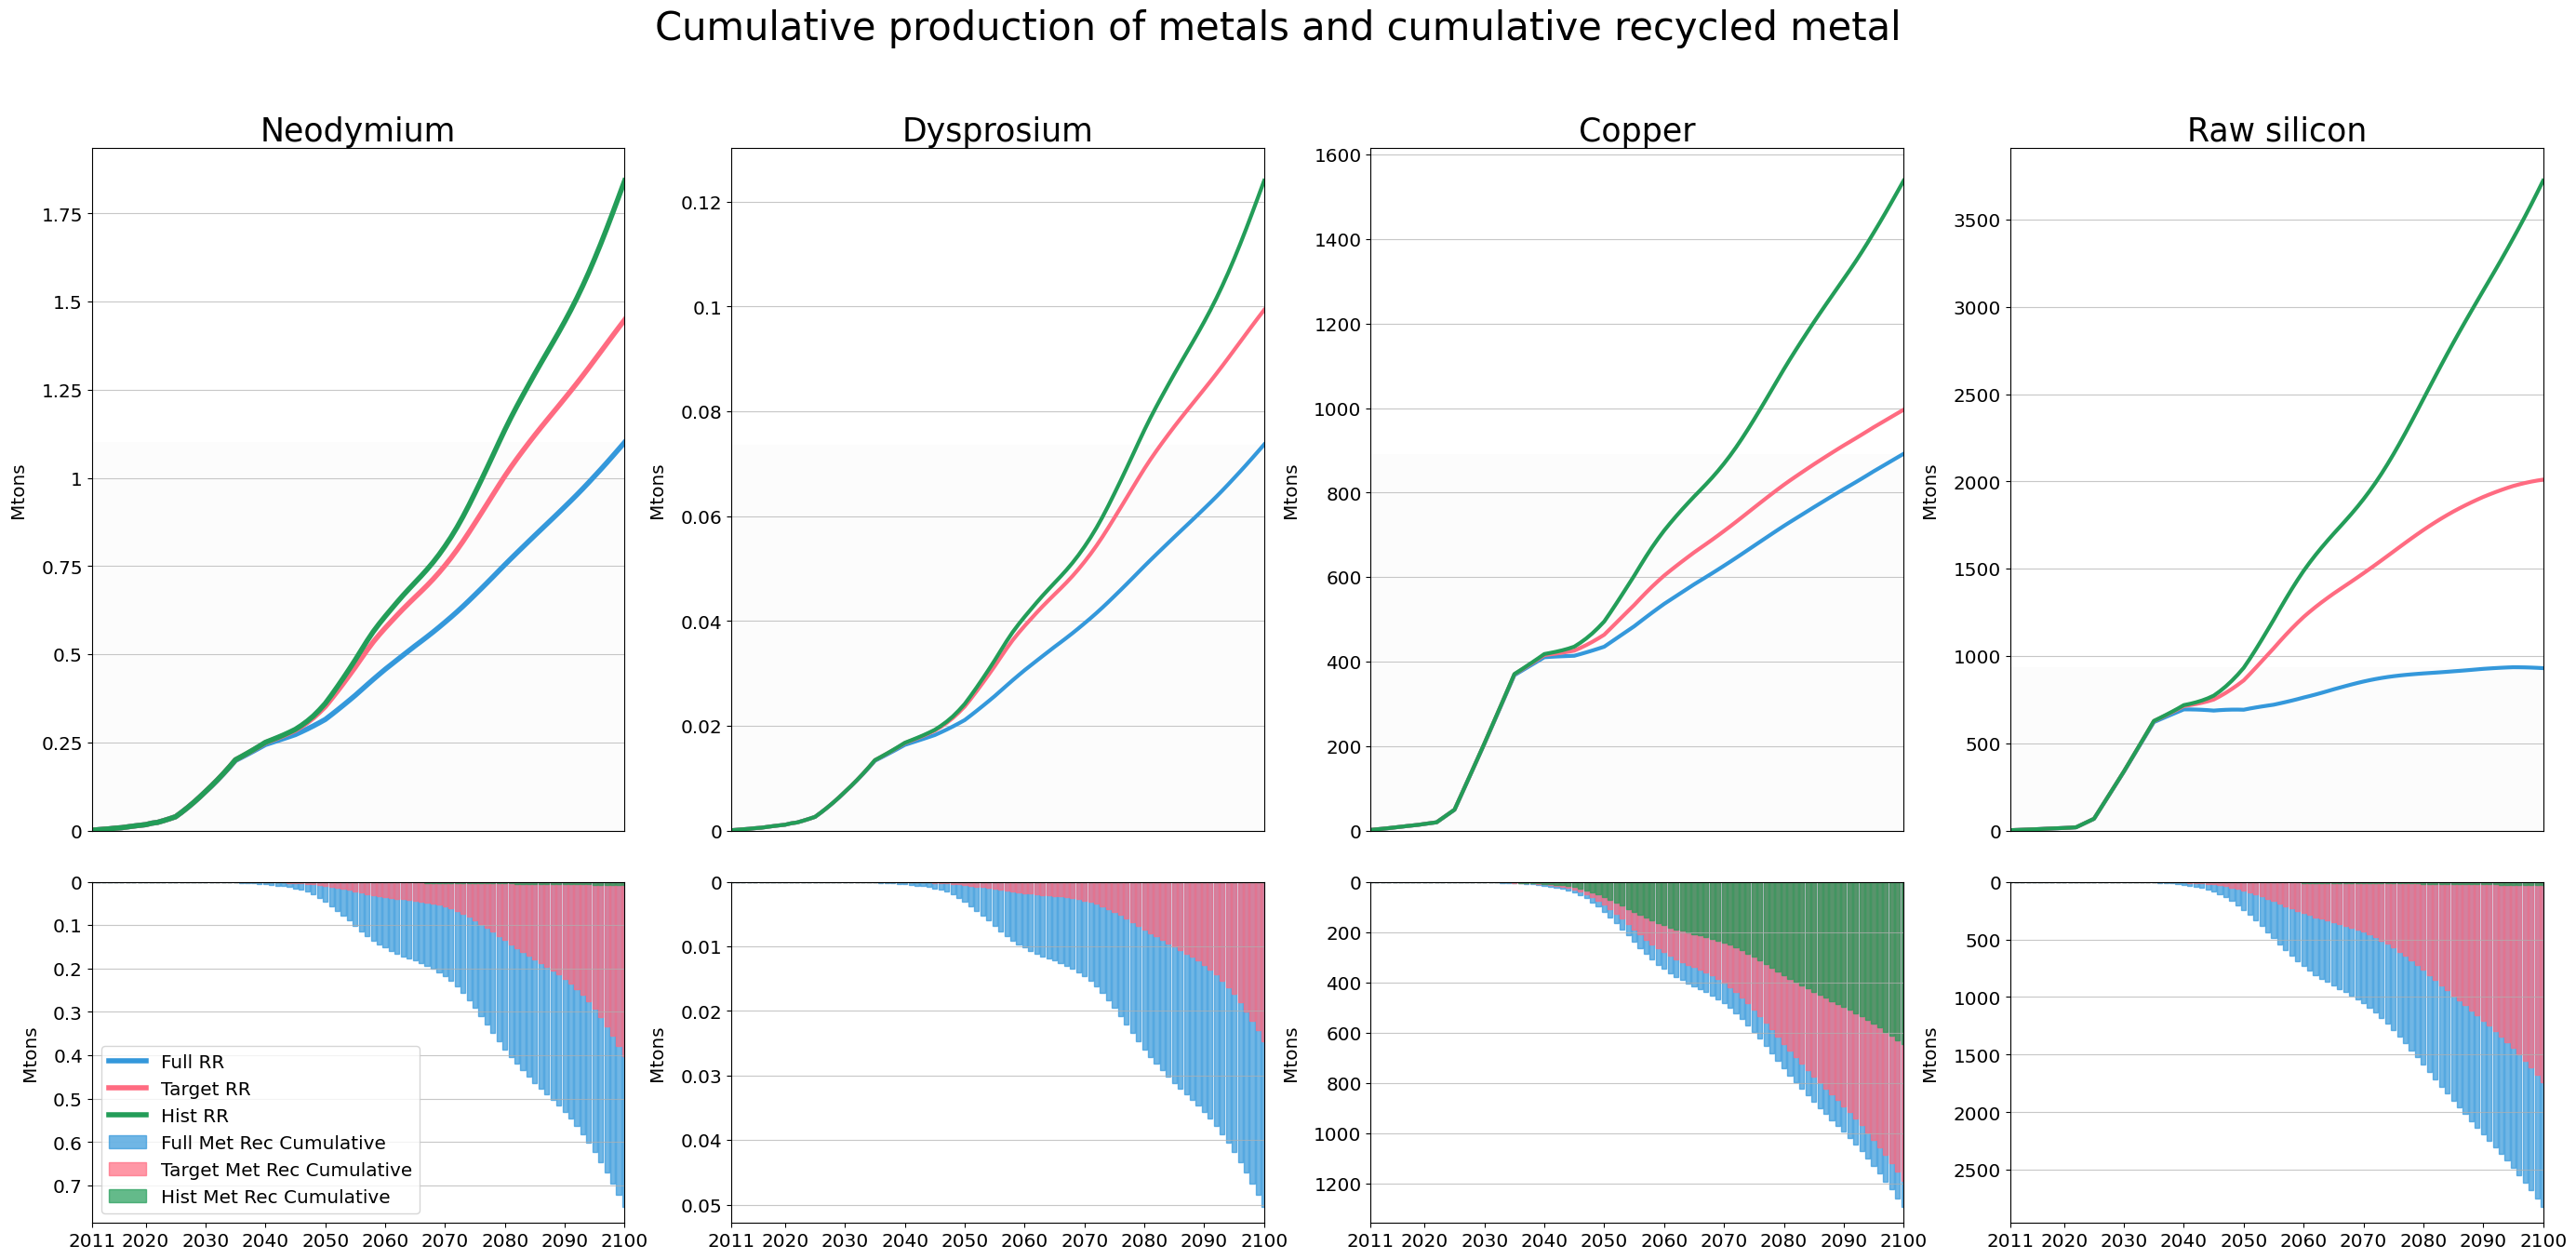 Cumulative production of metals and cumulative recycled metal
Neodymium
Dysprosium
Copper
Raw silicon
Mtons
1.75
1.5
1.25
1
0.75
0.5
0.25
0
Mtons
0.12
0.1
0.08
0.06
0.04
0.02
0
Mtons
1600
1400
1200
1000
800
600
400
200
0
Mtons
3500
3000
2500
2000
1500
1000
500
0
Mtons
0
0.1
0.2
0.3
0.4
0.5
0.6
0.7
Full RR
Target RR
Hist RR
Full Met Rec Cumulative
Target Met Rec Cumulative
Hist Met Rec Cumulative
2011 2020 2030 2040 2050 2060 2070 2080 2090 2100
Mtons
0
0.01
0.02
0.03
0.04
0.05
2011 2020 2030 2040 2050 2060 2070 2080 2090 2100
Mtons
0
200
400
600
800
1000
1200
2011 2020 2030 2040 2050 2060 2070 2080 2090 2100
Mtons
0
500
1000
1500
2000
2500
2011 2020 2030 2040 2050 2060 2070 2080 2090 2100